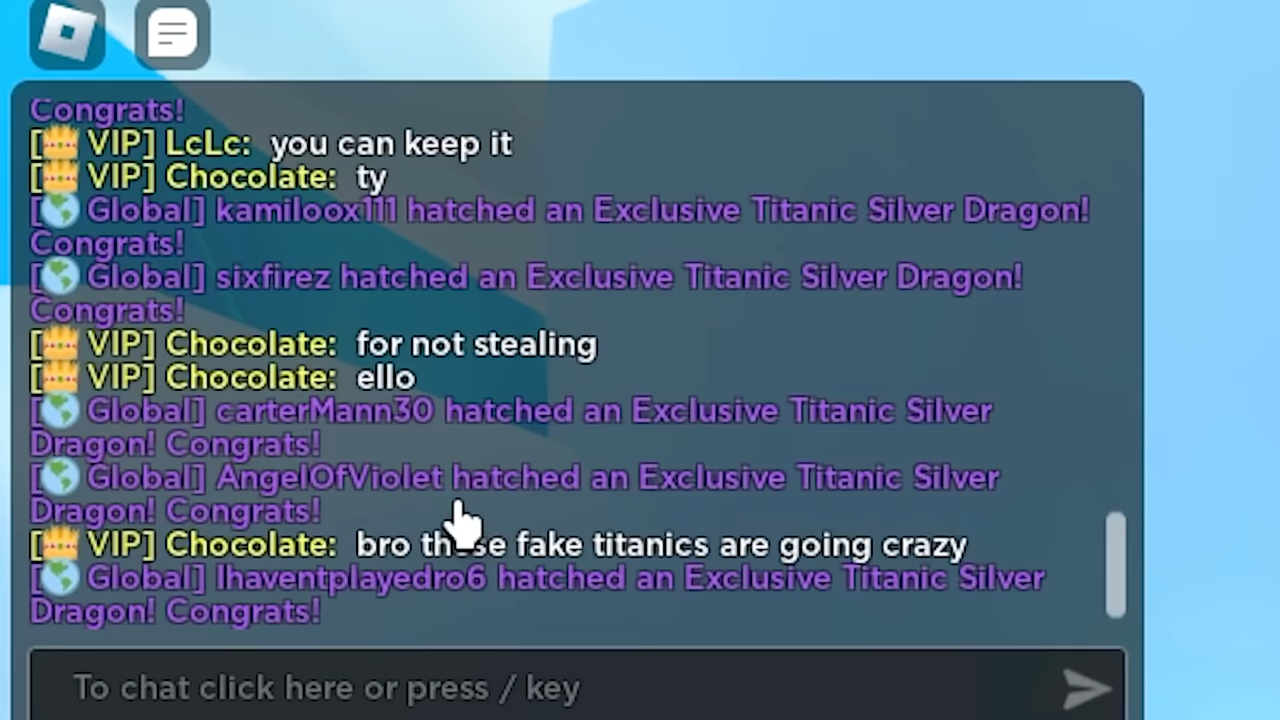 Congrats!
[👑 VIP] LcLc: you can keep it
[👑 VIP] Chocolate: ty
[🌎 Global] kamiloox111 hatched an Exclusive Titanic Silver Dragon!
Congrats!
[🌎 Global] sixfirez hatched an Exclusive Titanic Silver Dragon!
Congrats!
[👑 VIP] Chocolate: for not stealing
[👑 VIP] Chocolate: ello
[🌎 Global] carterMann30 hatched an Exclusive Titanic Silver
Dragon! Congrats!
[🌎 Global] AngelOfViolet hatched an Exclusive Titanic Silver
Dragon! Congrats!
[👑 VIP] Chocolate: bro these fake titanics are going crazy
[🌎 Global] Ihaventplayedro6 hatched an Exclusive Titanic Silver
Dragon! Congrats!
To chat click here or press / key